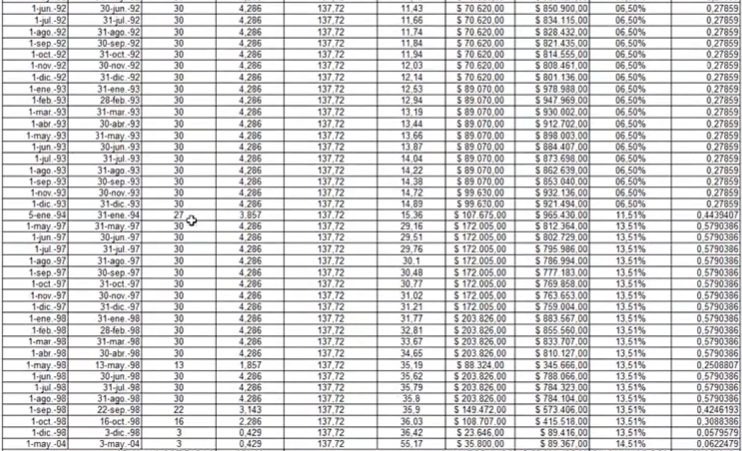 1-jun.-92 30-jun.-92 30 4,286 137,72 11,43 $ 70 620,00 $ 850 900,00 06,50% 0,27859
1-jul.-92 31-jul.-92 30 4,286 137,72 11,66 $ 70 620,00 $ 834 115,00 06,50% 0,27859
1-ago.-92 31-ago.-92 30 4,286 137,72 11,74 $ 70 620,00 $ 828 432,00 06,50% 0,27859
1-sep.-92 30-sep.-92 30 4,286 137,72 11,84 $ 70 620,00 $ 821 435,00 06,50% 0,27859
1-oct.-92 31-oct.-92 30 4,286 137,72 11,94 $ 70 620,00 $ 814 555,00 06,50% 0,27859
1-nov.-92 30-nov.-92 30 4,286 137,72 12,03 $ 70 620,00 $ 808 461,00 06,50% 0,27859
1-dic.-92 31-dic.-92 30 4,286 137,72 12,14 $ 70 620,00 $ 801 136,00 06,50% 0,27859
1-ene.-93 31-ene.-93 30 4,286 137,72 12,53 $ 89 070,00 $ 978 988,00 06,50% 0,27859
1-feb.-93 28-feb.-93 30 4,286 137,72 12,94 $ 89 070,00 $ 947 969,00 06,50% 0,27859
1-mar.-93 31-mar.-93 30 4,286 137,72 13,19 $ 89 070,00 $ 930 002,00 06,50% 0,27859
1-abr.-93 30-abr.-93 30 4,286 137,72 13,44 $ 89 070,00 $ 912 702,00 06,50% 0,27859
1-may.-93 31-may.-93 30 4,286 137,72 13,66 $ 89 070,00 $ 898 003,00 06,50% 0,27859
1-jun.-93 30-jun.-93 30 4,286 137,72 13,87 $ 89 070,00 $ 884 407,00 06,50% 0,27859
1-jul.-93 31-jul.-93 30 4,286 137,72 14,04 $ 89 070,00 $ 873 698,00 06,50% 0,27859
1-ago.-93 31-ago.-93 30 4,286 137,72 14,22 $ 89 070,00 $ 862 639,00 06,50% 0,27859
1-sep.-93 30-sep.-93 30 4,286 137,72 14,38 $ 89 070,00 $ 853 040,00 06,50% 0,27859
1-nov.-93 30-nov.-93 30 4,286 137,72 14,72 $ 99 630,00 $ 932 136,00 06,50% 0,27859
1-dic.-93 31-dic.-93 30 4,286 137,72 14,89 $ 99 630,00 $ 921 494,00 06,50% 0,27859
5-ene.-94 31-ene.-94 27 3,857 137,72 15,36 $ 107 675,00 $ 965 430,00 11,51% 0,4439407
1-may.-97 31-may.-97 30 4,286 137,72 29,16 $ 172 005,00 $ 812 364,00 13,51% 0,5790386
1-jun.-97 30-jun.-97 30 4,286 137,72 29,51 $ 172 005,00 $ 802 729,00 13,51% 0,5790386
1-jul.-97 31-jul.-97 30 4,286 137,72 29,76 $ 172 005,00 $ 795 986,00 13,51% 0,5790386
1-ago.-97 31-ago.-97 30 4,286 137,72 30,1 $ 172 005,00 $ 786 994,00 13,51% 0,5790386
1-sep.-97 30-sep.-97 30 4,286 137,72 30,48 $ 172 005,00 $ 777 183,00 13,51% 0,5790386
1-oct.-97 31-oct.-97 30 4,286 137,72 30,77 $ 172 005,00 $ 769 858,00 13,51% 0,5790386
1-nov.-97 30-nov.-97 30 4,286 137,72 31,02 $ 172 005,00 $ 763 653,00 13,51% 0,5790386
1-dic.-97 31-dic.-97 30 4,286 137,72 31,21 $ 172 005,00 $ 759 004,00 13,51% 0,5790386
1-ene.-98 31-ene.-98 30 4,286 137,72 31,77 $ 203 826,00 $ 883 567,00 13,51% 0,5790386
1-feb.-98 28-feb.-98 30 4,286 137,72 32,81 $ 203 826,00 $ 855 560,00 13,51% 0,5790386
1-mar.-98 31-mar.-98 30 4,286 137,72 33,67 $ 203 826,00 $ 833 707,00 13,51% 0,5790386
1-abr.-98 30-abr.-98 30 4,286 137,72 34,65 $ 203 826,00 $ 810 127,00 13,51% 0,5790386
1-may.-98 13-may.-98 13 1,857 137,72 35,19 $ 88 324,00 $ 345 666,00 13,51% 0,2508807
1-jun.-98 30-jun.-98 30 4,286 137,72 35,62 $ 203 826,00 $ 788 066,00 13,51% 0,5790386
1-jul.-98 31-jul.-98 30 4,286 137,72 35,79 $ 203 826,00 $ 784 323,00 13,51% 0,5790386
1-ago.-98 31-ago.-98 30 4,286 137,72 35,8 $ 203 826,00 $ 784 104,00 13,51% 0,5790386
1-sep.-98 22-sep.-98 22 3,143 137,72 35,9 $ 149 472,00 $ 573 406,00 13,51% 0,4246193
1-oct.-98 16-oct.-98 16 2,286 137,72 36,03 $ 108 707,00 $ 415 518,00 13,51% 0,3088386
1-dic.-98 3-dic.-98 3 0,429 137,72 36,42 $ 23 646,00 $ 89 416,00 13,51% 0,0579579
1-may.-04 3-may.-04 3 0,429 137,72 55,17 $ 35 800,00 $ 89 367,00 14,51% 0,0622479